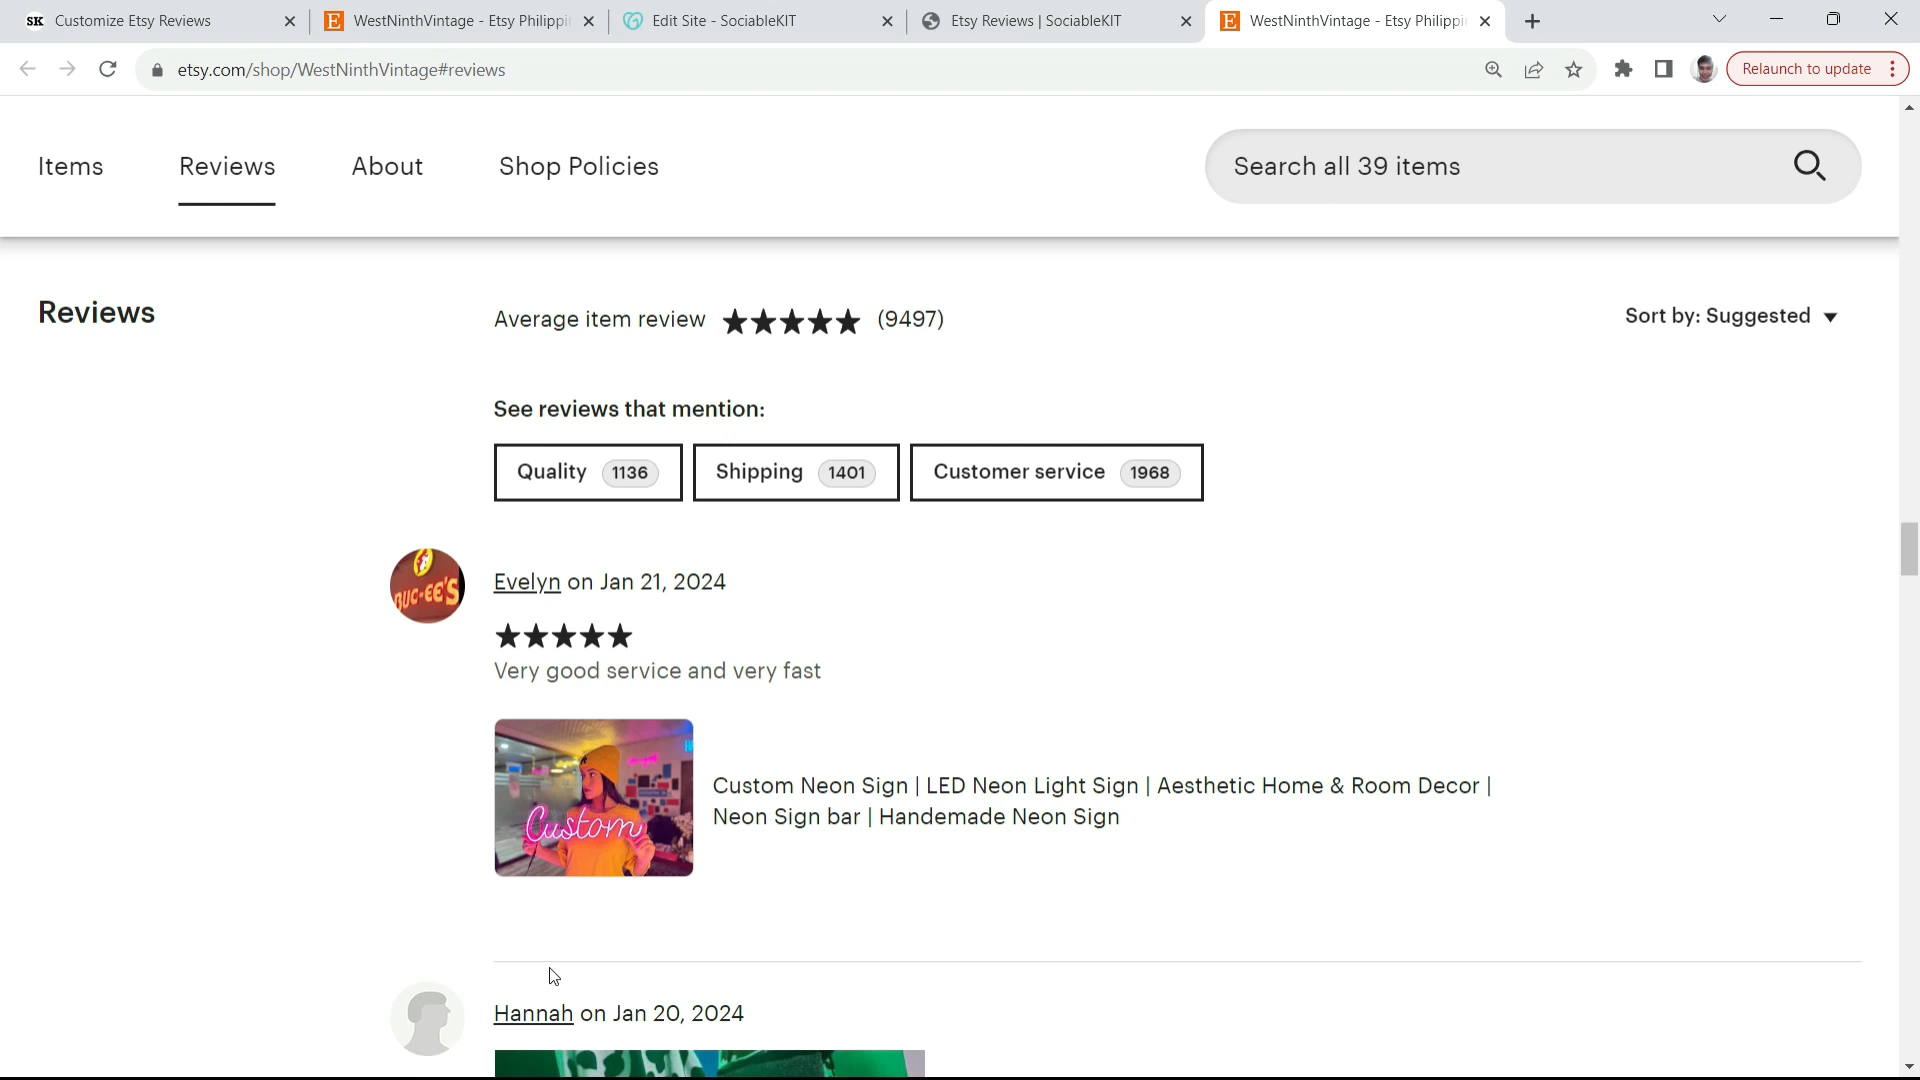 SK Customize Etsy Reviews
E WestNinthVintage - Etsy Philippi
Edit Site - SociableKIT
Etsy Reviews | SociableKIT
E WestNinthVintage - Etsy Philippi
etsy.com/shop/WestNinthVintage#reviews
Relaunch to update
Items
Reviews
About
Shop Policies
Search all 39 items
Reviews
Average item review ★★★★★ (9497)
Sort by: Suggested
See reviews that mention:
Quality 1136
Shipping 1401
Customer service 1968
BUC-EE'S
Evelyn on Jan 21, 2024
★★★★★
Very good service and very fast
Custom
Custom Neon Sign | LED Neon Light Sign | Aesthetic Home & Room Decor |
Neon Sign bar | Handemade Neon Sign
Hannah on Jan 20, 2024